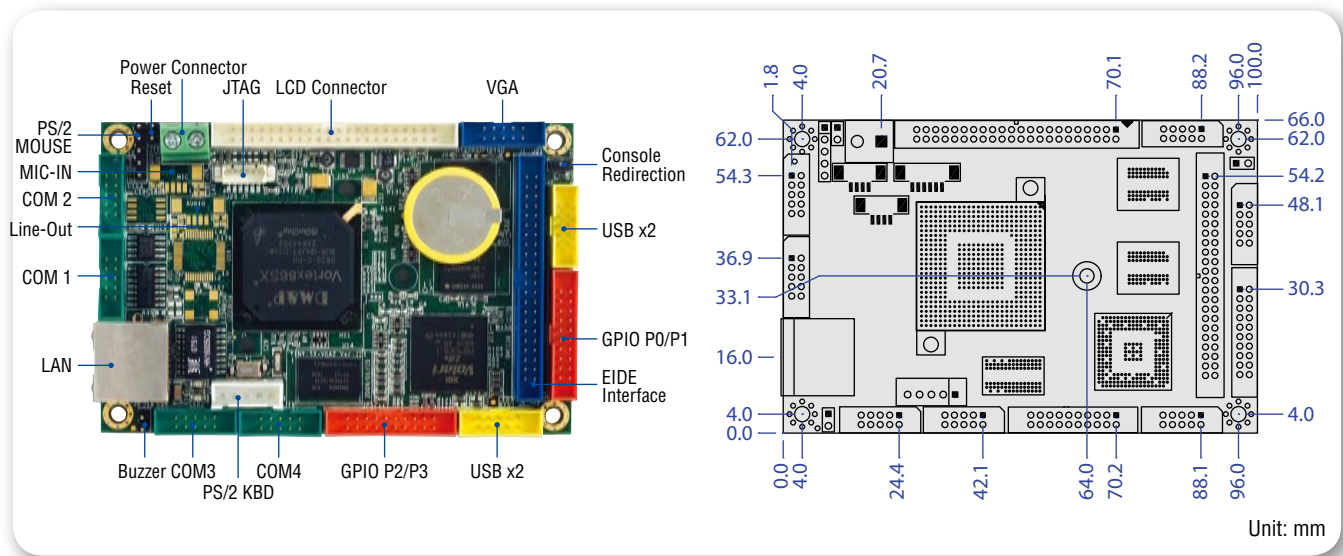 Power Connector
Reset
JTAG
LCD Connector
VGA
PS/2
MOUSE
MIC-IN
COM 2
Line-Out
COM 1
LAN
Console
Redirection
USB x2
GPIO P0/P1
EIDE
Interface
Buzzer
COM3
PS/2 KBD
COM4
GPIO P2/P3
USB x2
DM&P
Vortex86SX
XGI
Volari
1.8
4.0
20.7
70.1
88.2
96.0
100.0
62.0
54.3
36.9
33.1
16.0
4.0
0.0
66.0
62.0
54.2
48.1
30.3
4.0
0.0
4.0
24.4
42.1
64.0
70.2
88.1
96.0
Unit: mm